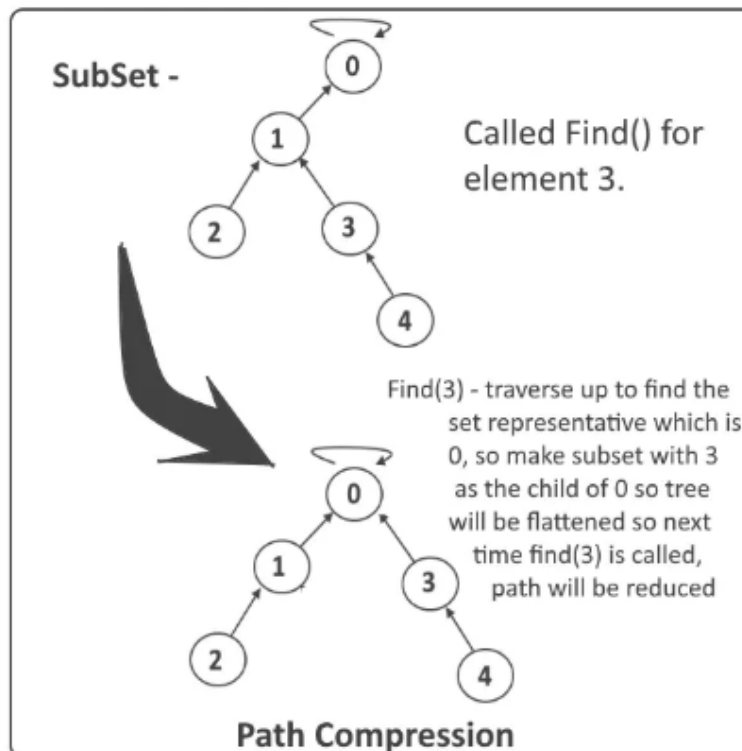 SubSet -
0
1
2
3
4
Called Find() for
element 3.
Find(3) - traverse up to find the
set representative which is
0, so make subset with 3
as the child of 0 so tree
will be flattened so next
time find(3) is called,
path will be reduced
0
1
3
2
4
Path Compression